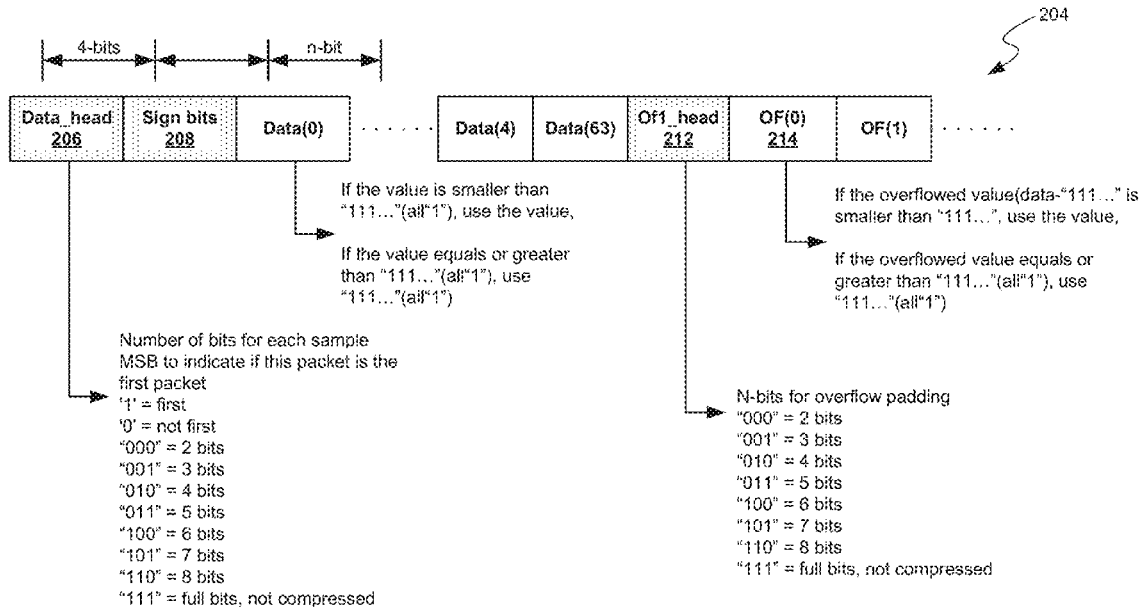 204
4-bits
n-bit
Data_head
206
Sign bits
208
Data(0)
Data(4)
Data(63)
Of1_head
212
OF(0)
214
OF(1)
If the value is smaller than
“111...”(all“1”), use the value,
If the value equals or greater
than “111...”(all“1”), use
“111...”(all“1”)
If the overflowed value(data-“111...” is
smaller than “111...”, use the value,
If the overflowed value equals or
greater than “111...”(all“1”), use
“111...”(all“1”)
Number of bits for each sample
MSB to indicate if this packet is the
first packet
'1' = first
'0' = not first
“000” = 2 bits
“001” = 3 bits
“010” = 4 bits
“011” = 5 bits
“100” = 6 bits
“101” = 7 bits
“110” = 8 bits
“111” = full bits, not compressed
N-bits for overflow padding
“000” = 2 bits
“001” = 3 bits
“010” = 4 bits
“011” = 5 bits
“100” = 6 bits
“101” = 7 bits
“110” = 8 bits
“111” = full bits, not compressed